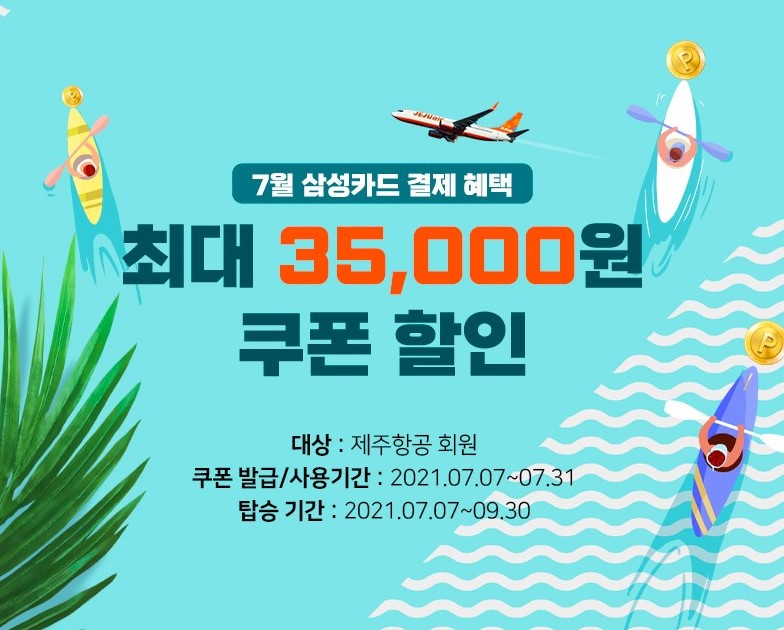 JEJUair
7월 삼성카드 결제 혜택
최대 35,000원
쿠폰 할인
대상 : 제주항공 회원
쿠폰 발급/사용기간 : 2021.07.07~07.31
탑승 기간 : 2021.07.07~09.30
P
P
P